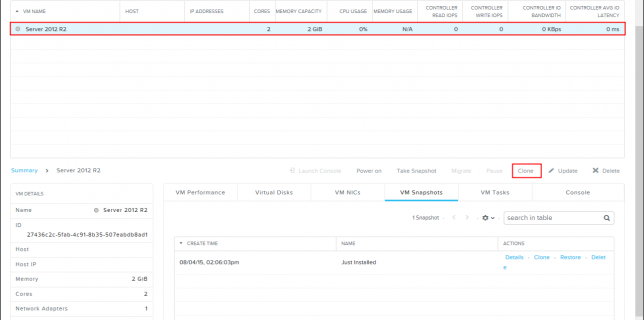 VM NAME HOST IP ADDRESSES CORES MEMORY CAPACITY CPU USAGE MEMORY USAGE CONTROLLER READ IOPS CONTROLLER WRITE IOPS CONTROLLER IO BANDWIDTH CONTROLLER AVG IO LATENCY
Server 2012 R2 2 2 GiB 0% N/A 0 0 0 KBps 0 ms
Summary > Server 2012 R2 Launch Console Power on Take Snapshot Migrate Pause Clone Update Delete
VM DETAILS VM Performance Virtual Disks VM NICs VM Snapshots VM Tasks Console
Name Server 2012 R2
1 Snapshot · < > · search in table
ID
27436c2c-5fab-4c91-8b35-507eabdb8ad1
Host CREATE TIME NAME ACTIONS
Host IP 08/04/15, 02:06:03pm Just Installed Details · Clone · Restore · Delet
e
Memory 2 GiB
Cores 2
Network Adapters 1